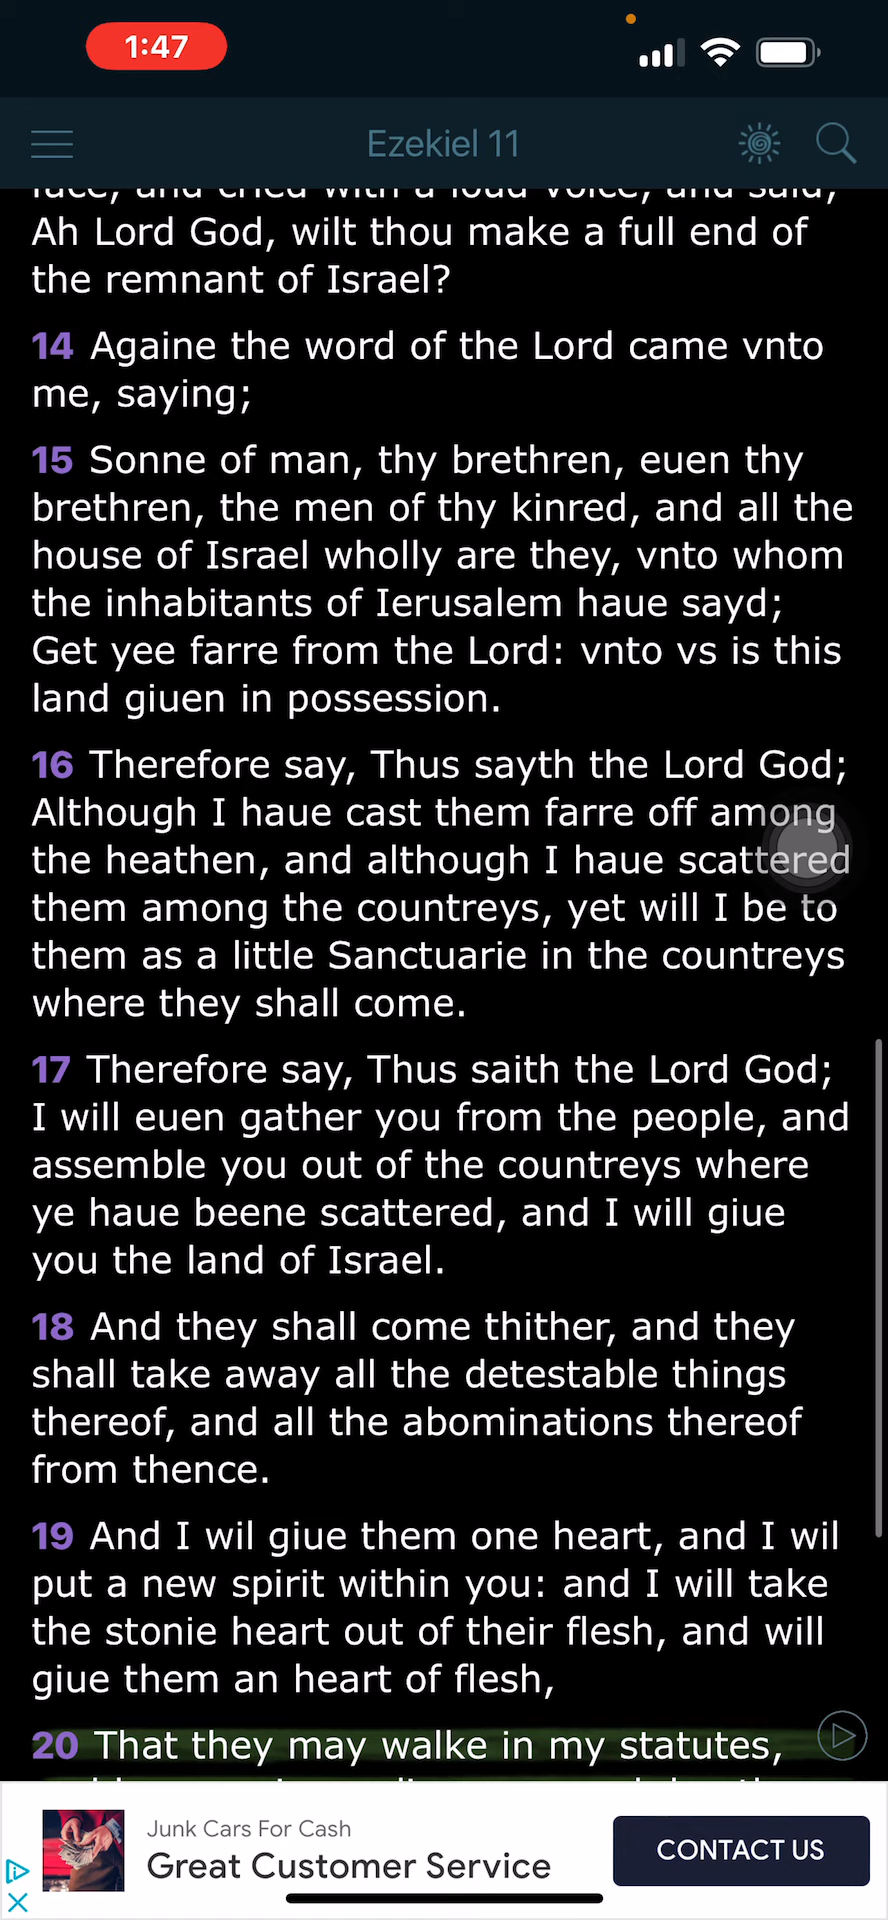 1:47
Ezekiel 11
face, and cried with a loud voice, and said,
Ah Lord God, wilt thou make a full end of
the remnant of Israel?
14 Againe the word of the Lord came vnto
me, saying;
15 Sonne of man, thy brethren, euen thy
brethren, the men of thy kinred, and all the
house of Israel wholly are they, vnto whom
the inhabitants of Ierusalem haue sayd;
Get yee farre from the Lord: vnto vs is this
land giuen in possession.
16 Therefore say, Thus sayth the Lord God;
Although I haue cast them farre off among
the heathen, and although I haue scattered
them among the countreys, yet will I be to
them as a little Sanctuarie in the countreys
where they shall come.
17 Therefore say, Thus saith the Lord God;
I will euen gather you from the people, and
assemble you out of the countreys where
ye haue beene scattered, and I will giue
you the land of Israel.
18 And they shall come thither, and they
shall take away all the detestable things
thereof, and all the abominations thereof
from thence.
19 And I wil giue them one heart, and I wil
put a new spirit within you: and I will take
the stonie heart out of their flesh, and will
giue them an heart of flesh,
20 That they may walke in my statutes,
Junk Cars For Cash
Great Customer Service
CONTACT US